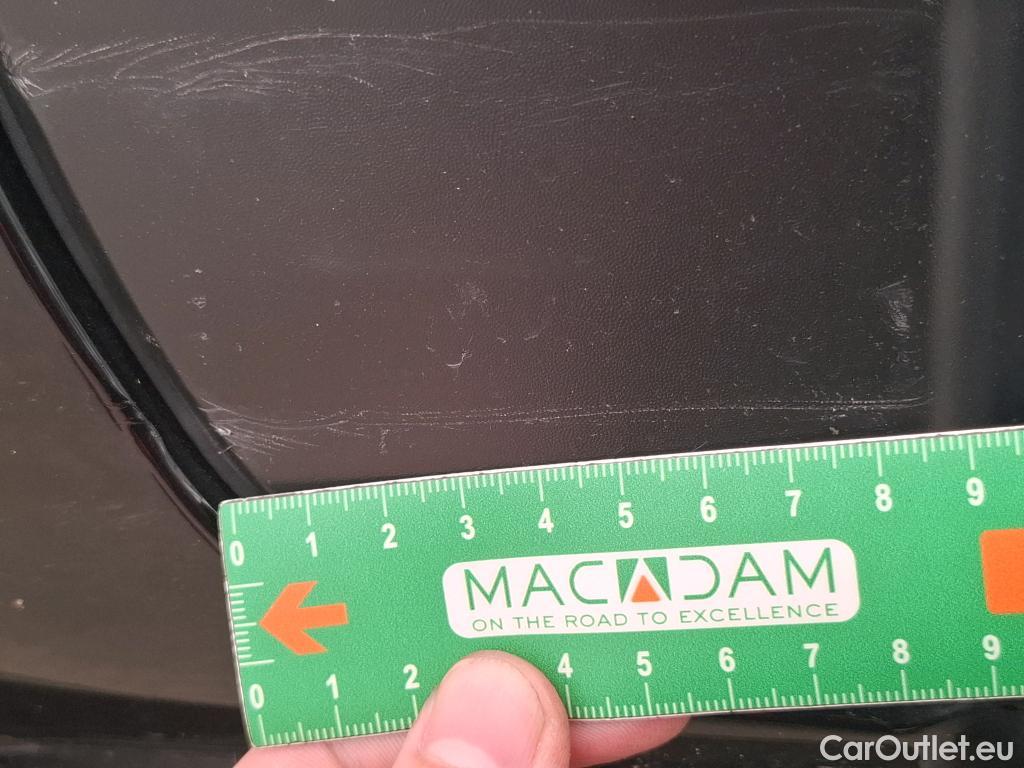 0 1 2 3 4 5 6 7 8 9
MACADAM
ON THE ROAD TO EXCELLENCE
0 1 2 4 5 6 7 8 9
CarOutlet.eu